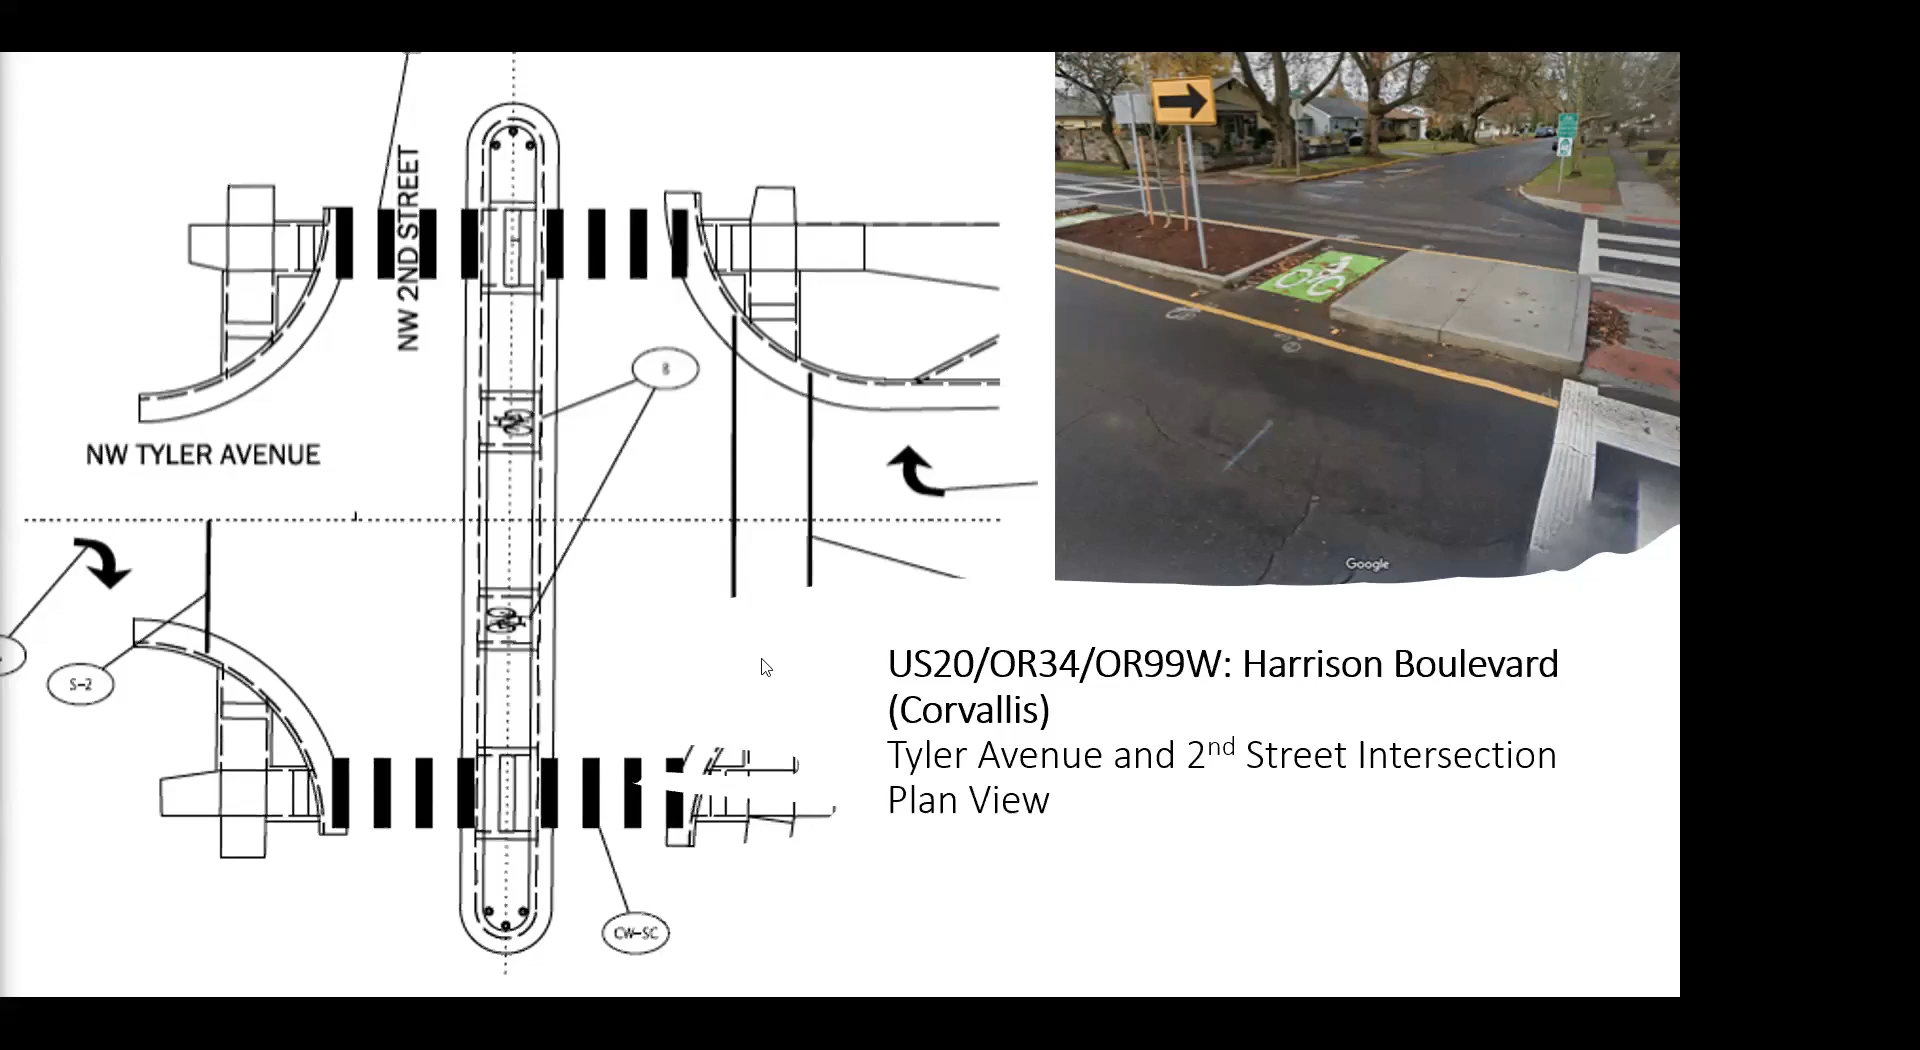 NW 2ND STREET
NW TYLER AVENUE
8
S-2
CW-SC
Google
US20/OR34/OR99W: Harrison Boulevard
(Corvallis)
Tyler Avenue and 2nd Street Intersection
Plan View